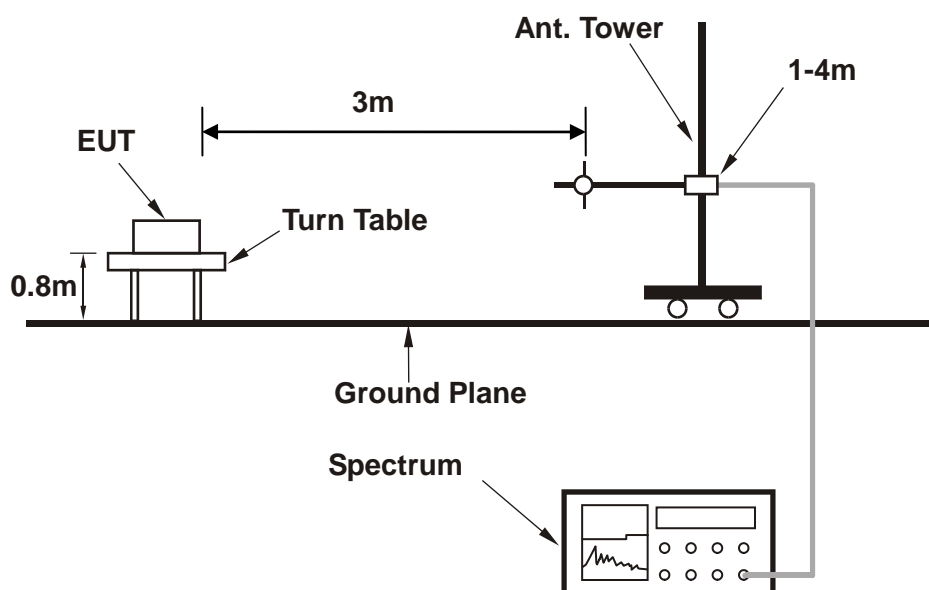 Ant. Tower
1-4m
3m
EUT
Turn Table
0.8m
Ground Plane
Spectrum